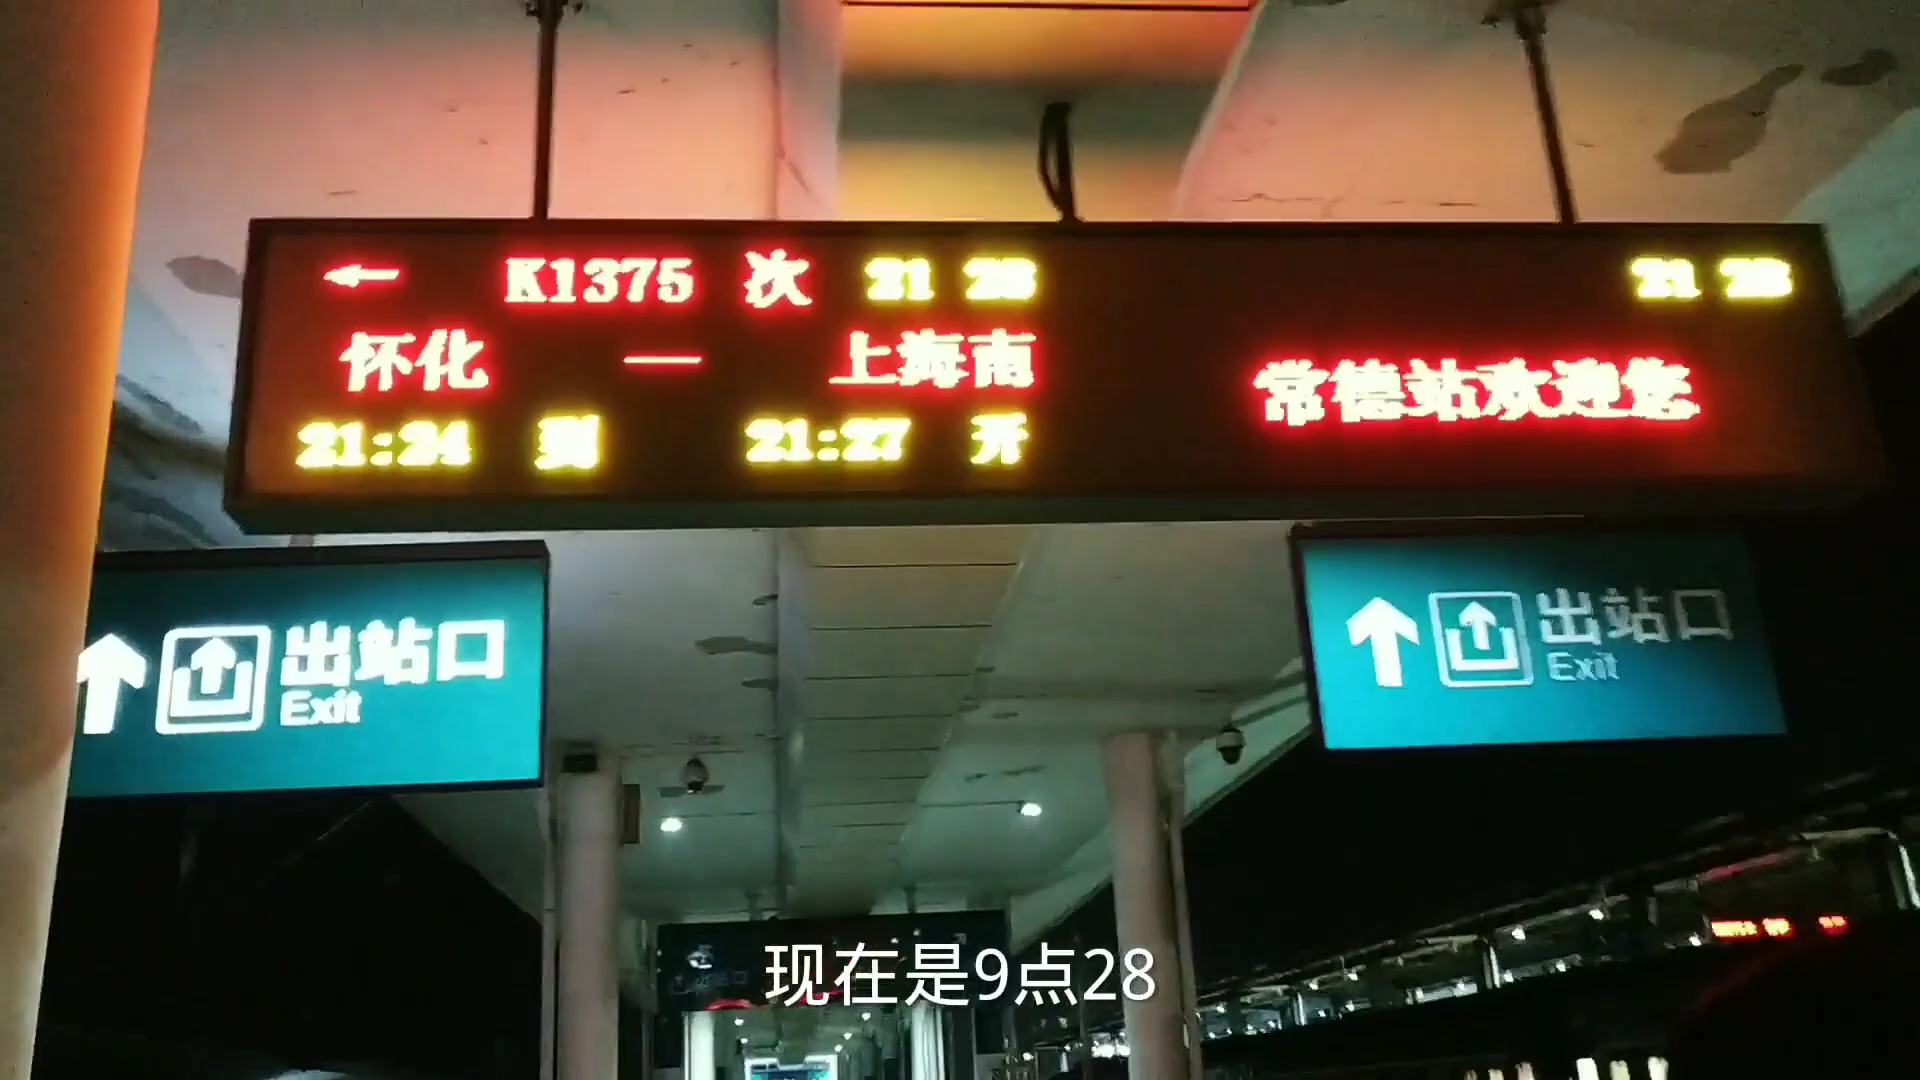 ← K1375 次 21 28
怀化 — 上海南
21:24 到 21:27 开
21 28
常德站欢迎您
出站口
Exit
出站口
Exit
现在是9点28